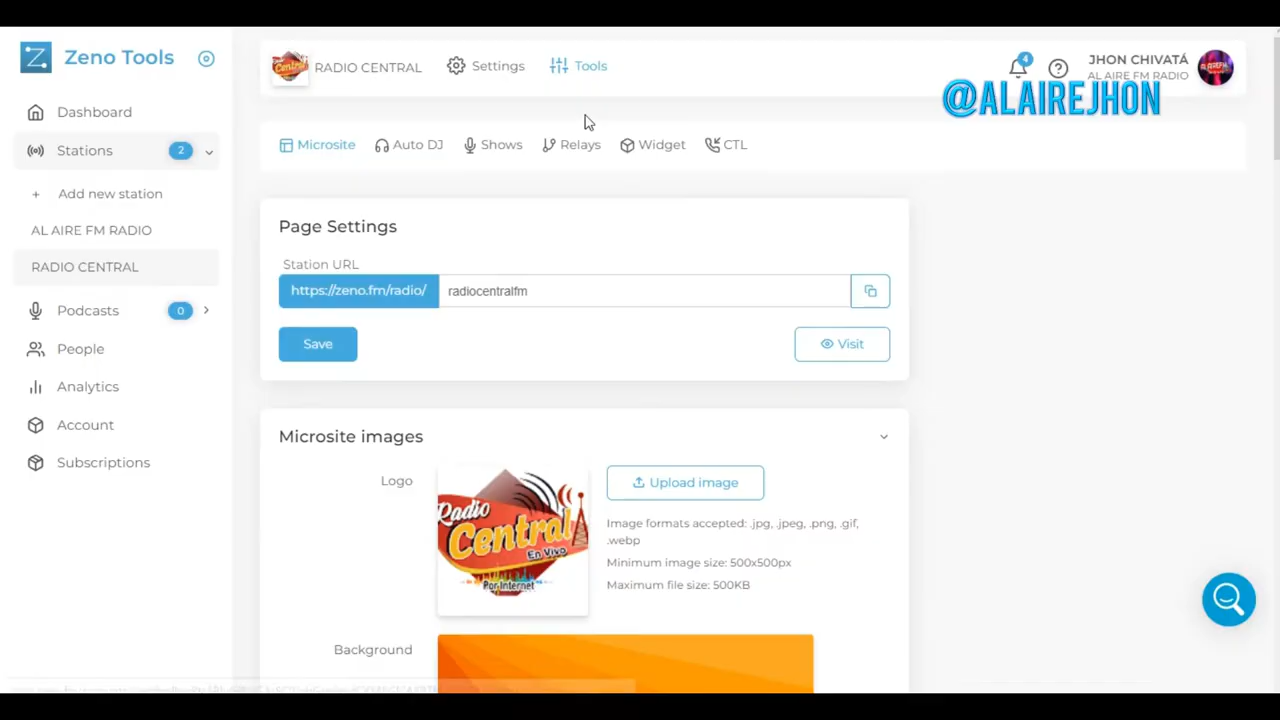 Zeno Tools
RADIO CENTRAL
Settings
Tools
4
JHON CHIVATÁ
AL AIRE FM RADIO
@ALAIREJHON
Dashboard
Stations 2
+ Add new station
AL AIRE FM RADIO
RADIO CENTRAL
Podcasts 0
People
Analytics
Account
Subscriptions
Microsite
Auto DJ
Shows
Relays
Widget
CTL
Page Settings
Station URL
https://zeno.fm/radio/ radiocentralfm
Save
Visit
Microsite images
Logo
Radio
Central
En Vivo
Por Internet
Upload image
Image formats accepted: .jpg, .jpeg, .png, .gif,
.webp
Minimum image size: 500x500px
Maximum file size: 500KB
Background